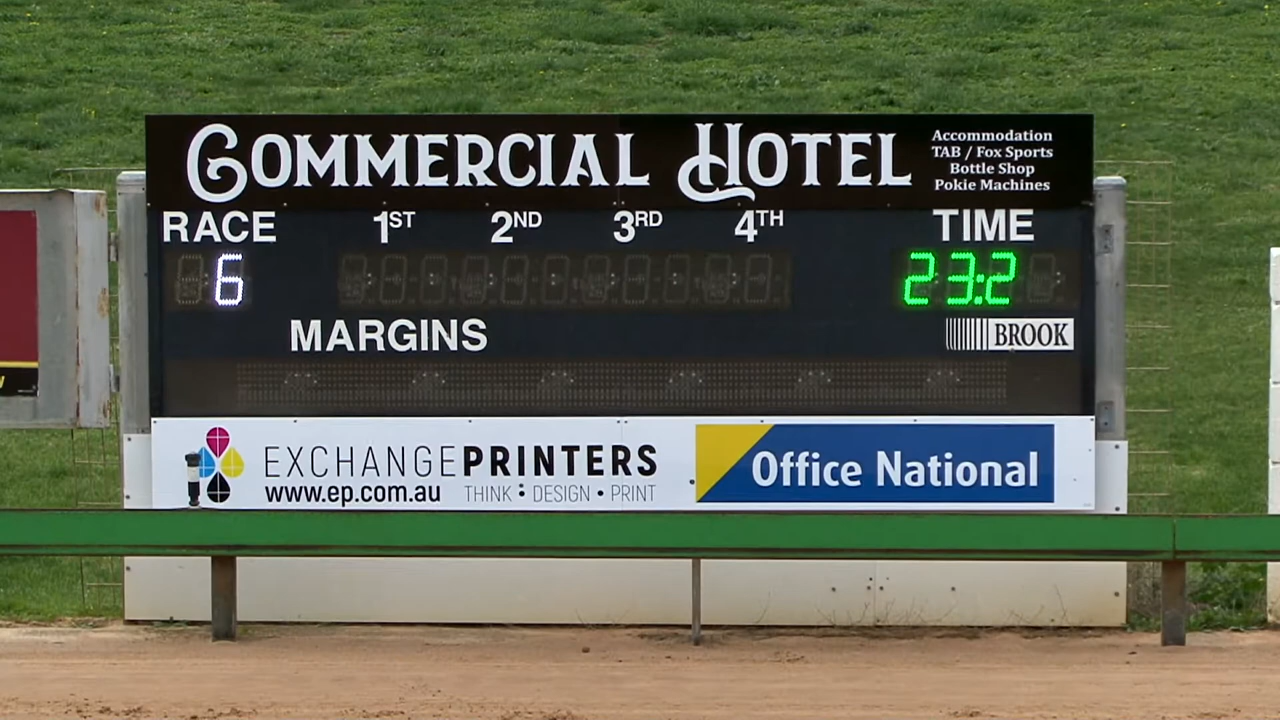 COMMERCIAL HOTEL
Accommodation
TAB / Fox Sports
Bottle Shop
Pokie Machines
RACE 1ST 2ND 3RD 4TH TIME
6 23:2
MARGINS BROOK
EXCHANGEPRINTERS
www.ep.com.au THINK • DESIGN • PRINT
Office National